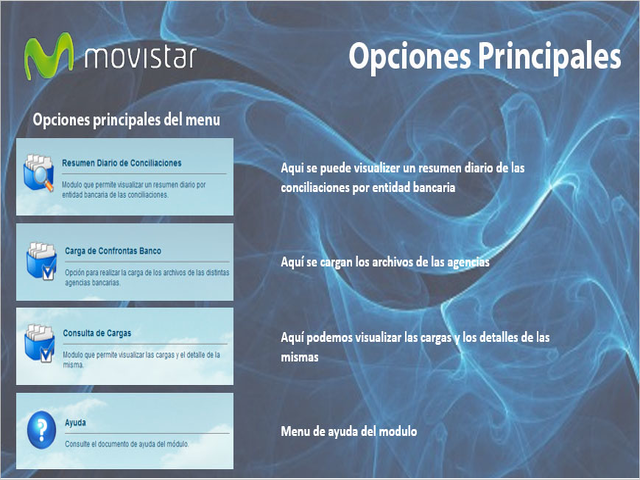 movistar
Opciones Principales
Opciones principales del menu
Resumen Diario de Conciliaciones
Modulo que permite visualizar un resumen diario por
entidad bancaria de las conciliaciones.
Aqui se puede visualizer un resumen diario de las
conciliaciones por entidad bancaria
Carga de Confrontas Banco
Opción para realizar la carga de los archivos de las distintas
agencias bancarias.
Aquí se cargan los archivos de las agencias
Consulta de Cargas
Modulo que permite visualizar las cargas y el detalle de la
misma.
Aquí podemos visualizar las cargas y los detalles de las
mismas
Ayuda
Consulte el documento de ayuda del módulo.
Menu de ayuda del modulo